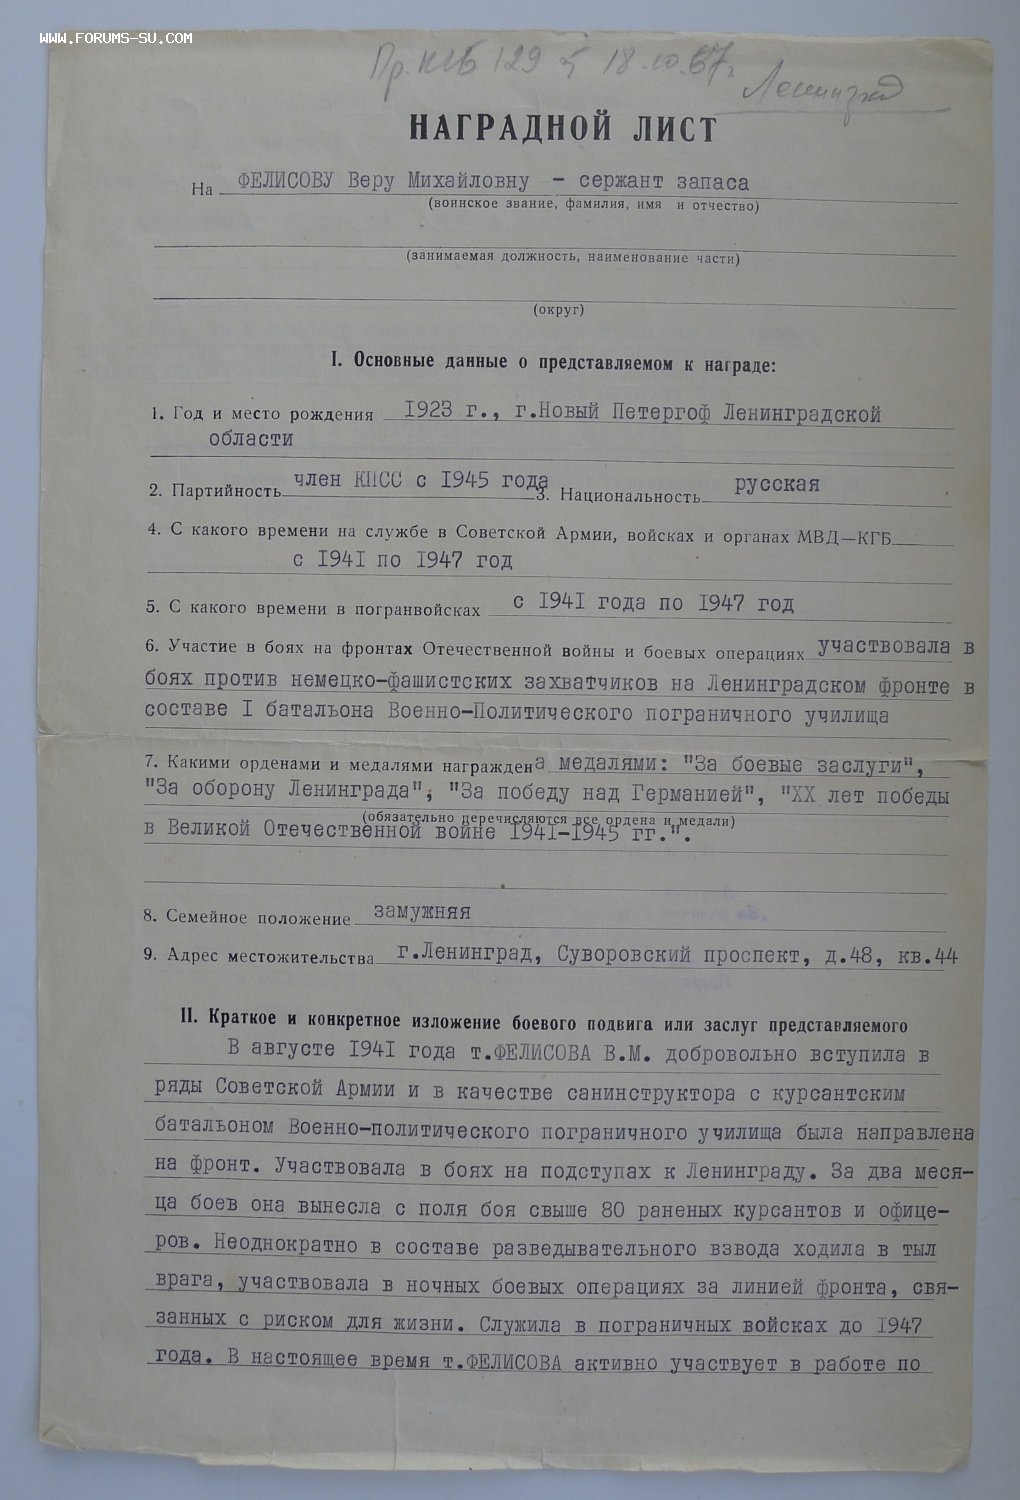 WWW.FORUMS-SU.COM
Пр. КГБ 129 18.10.67г.
Ленинград
НАГРАДНОЙ ЛИСТ
На ФЕЛИСОВУ Веру Михайловну - сержант запаса
(воинское звание, фамилия, имя и отчество)
(занимаемая должность, наименование части)
(округ)
I. Основные данные о представляемом к награде:
1. Год и место рождения 1923 г., г.Новый Петергоф Ленинградской
области
2. Партийность член КПСС с 1945 года 3. Национальность русская
4. С какого времени на службе в Советской Армии, войсках и органах МВД—КГБ
с 1941 по 1947 год
5. С какого времени в погранвойсках с 1941 года по 1947 год
6. Участие в боях на фронтах Отечественной войны и боевых операциях участвовала в
боях против немецко-фашистских захватчиков на Ленинградском фронте в
составе I батальона Военно-Политического пограничного училища
7. Какими орденами и медалями награждена медалями: "За боевые заслуги",
"За оборону Ленинграда", "За победу над Германией", "ХХ лет победы
(обязательно перечисляются все ордена и медали)
в Великой Отечественной войне 1941-1945 гг.".
8. Семейное положение замужняя
9. Адрес местожительства г.Ленинград, Суворовский проспект, д.48, кв.44
II. Краткое и конкретное изложение боевого подвига или заслуг представляемого
В августе 1941 года т.ФЕЛИСОВА В.М. добровольно вступила в
ряды Советской Армии и в качестве санинструктора с курсантским
батальоном Военно-политического пограничного училища была направлена
на фронт. Участвовала в боях на подступах к Ленинграду. За два меся-
ца боев она вынесла с поля боя свыше 80 раненых курсантов и офице-
ров. Неоднократно в составе разведывательного взвода ходила в тыл
врага, участвовала в ночных боевых операциях за линией фронта, свя-
занных с риском для жизни. Служила в пограничных войсках до 1947
года. В настоящее время т.ФЕЛИСОВА активно участвует в работе по